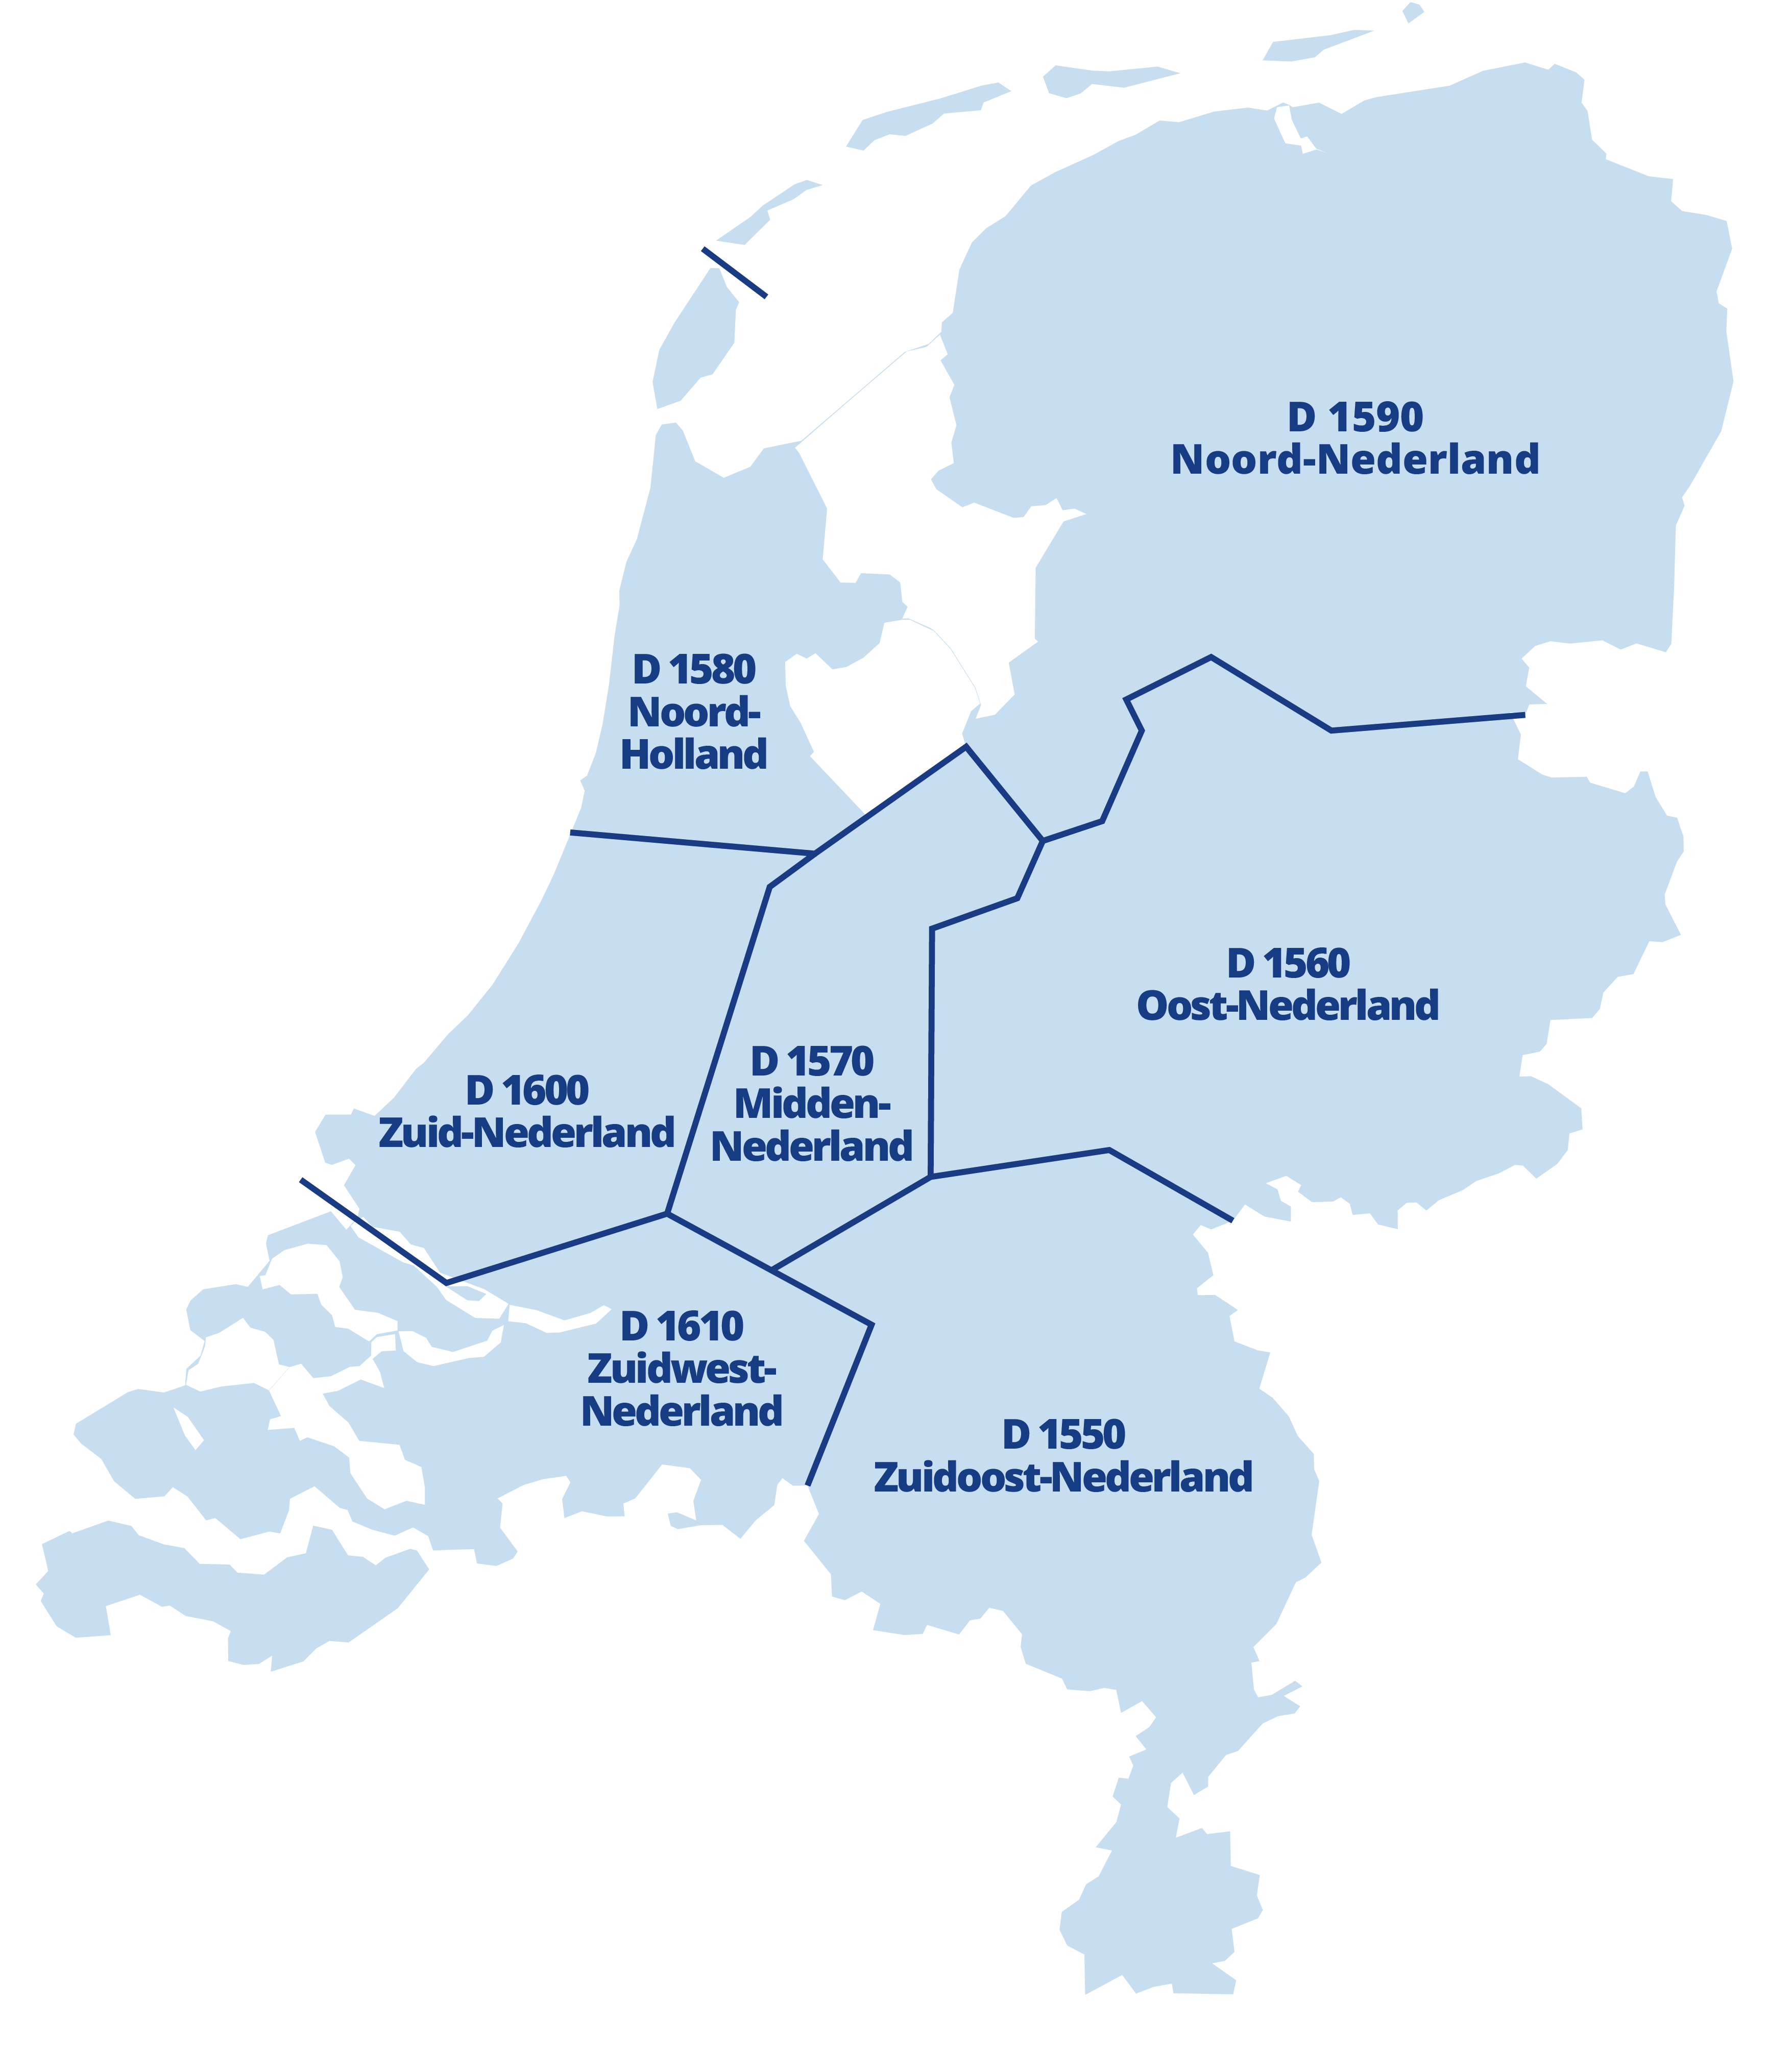 D 1590
Noord-Nederland
D 1580
Noord-
Holland
D 1560
Oost-Nederland
D 1570
Midden-
Nederland
D 1600
Zuid-Nederland
D 1610
Zuidwest-
Nederland
D 1550
Zuidoost-Nederland